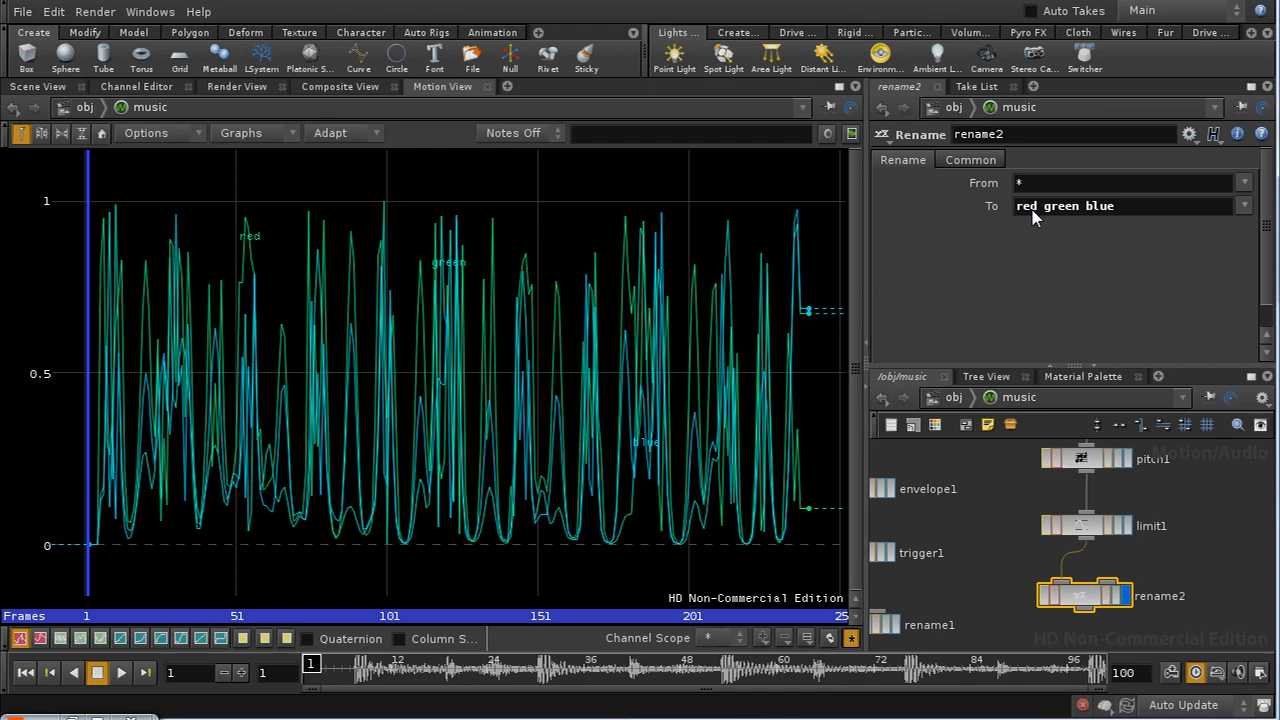 File Edit Render Windows Help Auto Takes Main
Create Modify Model Polygon Deform Texture Character Auto Rigs Animation Lights ... Create... Drive ... Rigid ... Partic... Volum... Pyro FX Cloth Wires Fur Drive ...
Box Sphere Tube Torus Grid Metaball LSystem Platonic S... Curve Circle Font File Null Rivet Sticky Point Light Spot Light Area Light Distant Li... Environm... Ambient L... Camera Stereo Ca... Switcher
Scene View Channel Editor Render View Composite View Motion View rename2 Take List
obj music obj music
Options Graphs Adapt Notes Off Rename rename2
Rename Common
From *
To red green blue
1
red
green
0.5
blue
0
HD Non-Commercial Edition
Frames 1 51 101 151 201 25
/obj/music Tree View Material Palette
obj music
Motion/Audio
pitch1
envelope1
limit1
trigger1
rename2
rename1
HD Non-Commercial Edition
Quaternion Column S... Channel Scope *
1 1 1 12 24 36 48 60 72 84 96 100
Auto Update